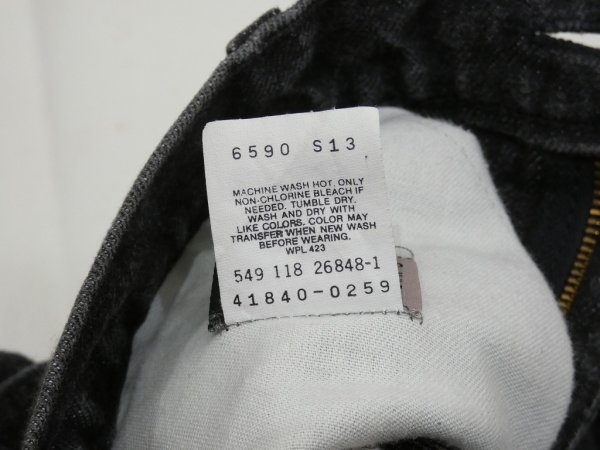 6590 S13
MACHINE WASH HOT. ONLY
NON-CHLORINE BLEACH IF
NEEDED. TUMBLE DRY.
WASH AND DRY WITH
LIKE COLORS. COLOR MAY
TRANSFER WHEN NEW WASH
BEFORE WEARING.
WPL 423
549 118 26848-1
41840-0259